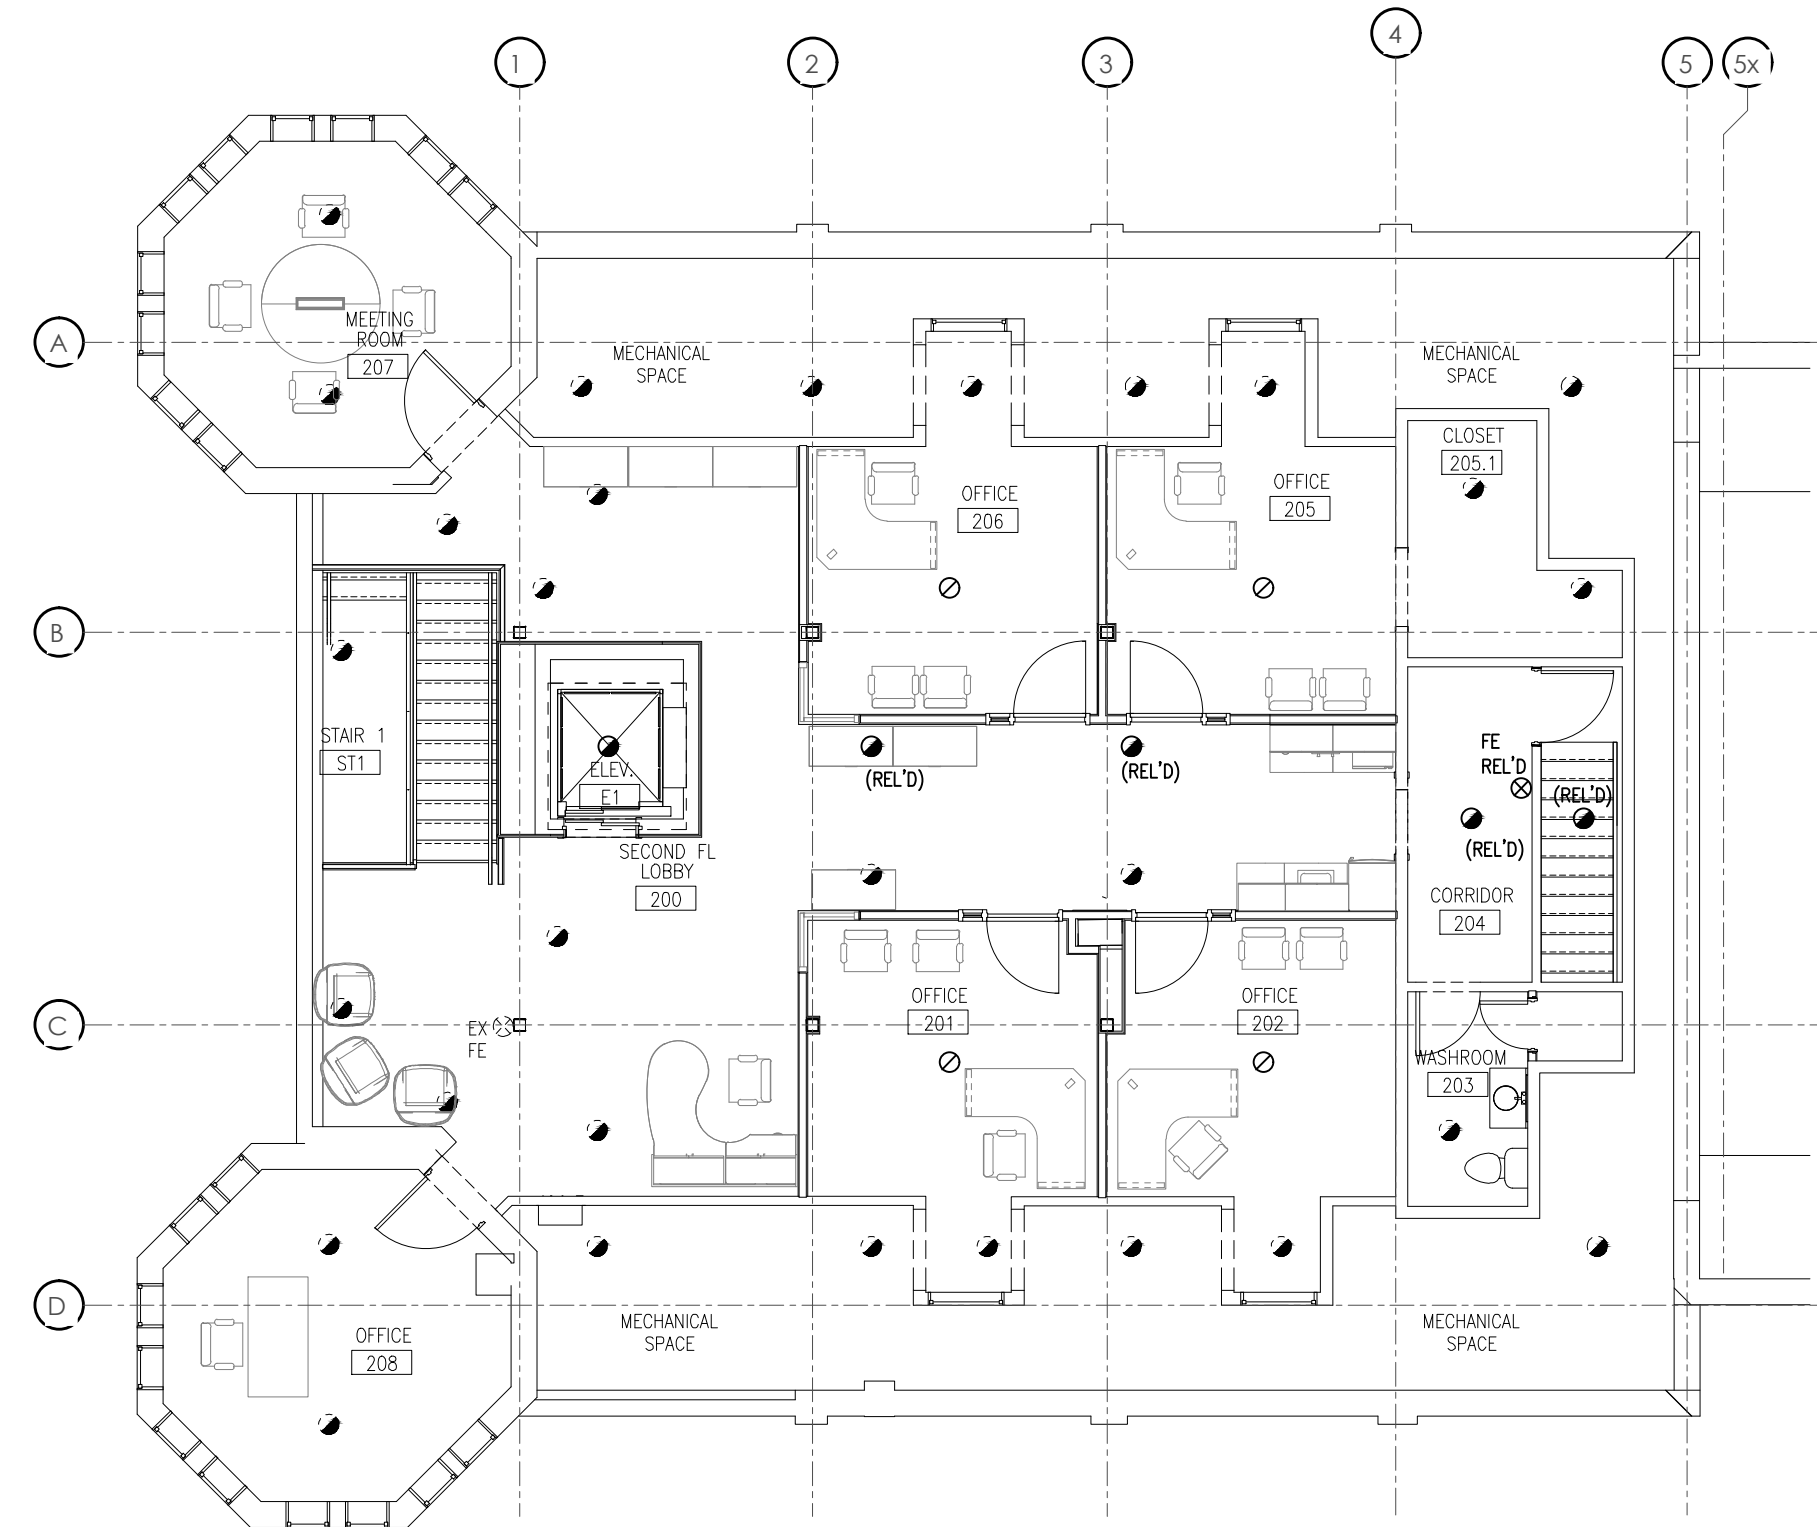 1
2
3
4
5
5x
A
B
C
D
MEETING
ROOM
207
MECHANICAL
SPACE
MECHANICAL
SPACE
CLOSET
205.1
OFFICE
206
OFFICE
205
STAIR 1
ST1
ELEV.
E1
(REL'D)
(REL'D)
FE
REL'D
(REL'D)
(REL'D)
SECOND FL
LOBBY
200
CORRIDOR
204
OFFICE
201
OFFICE
202
EX
FE
WASHROOM
203
MECHANICAL
SPACE
MECHANICAL
SPACE
OFFICE
208